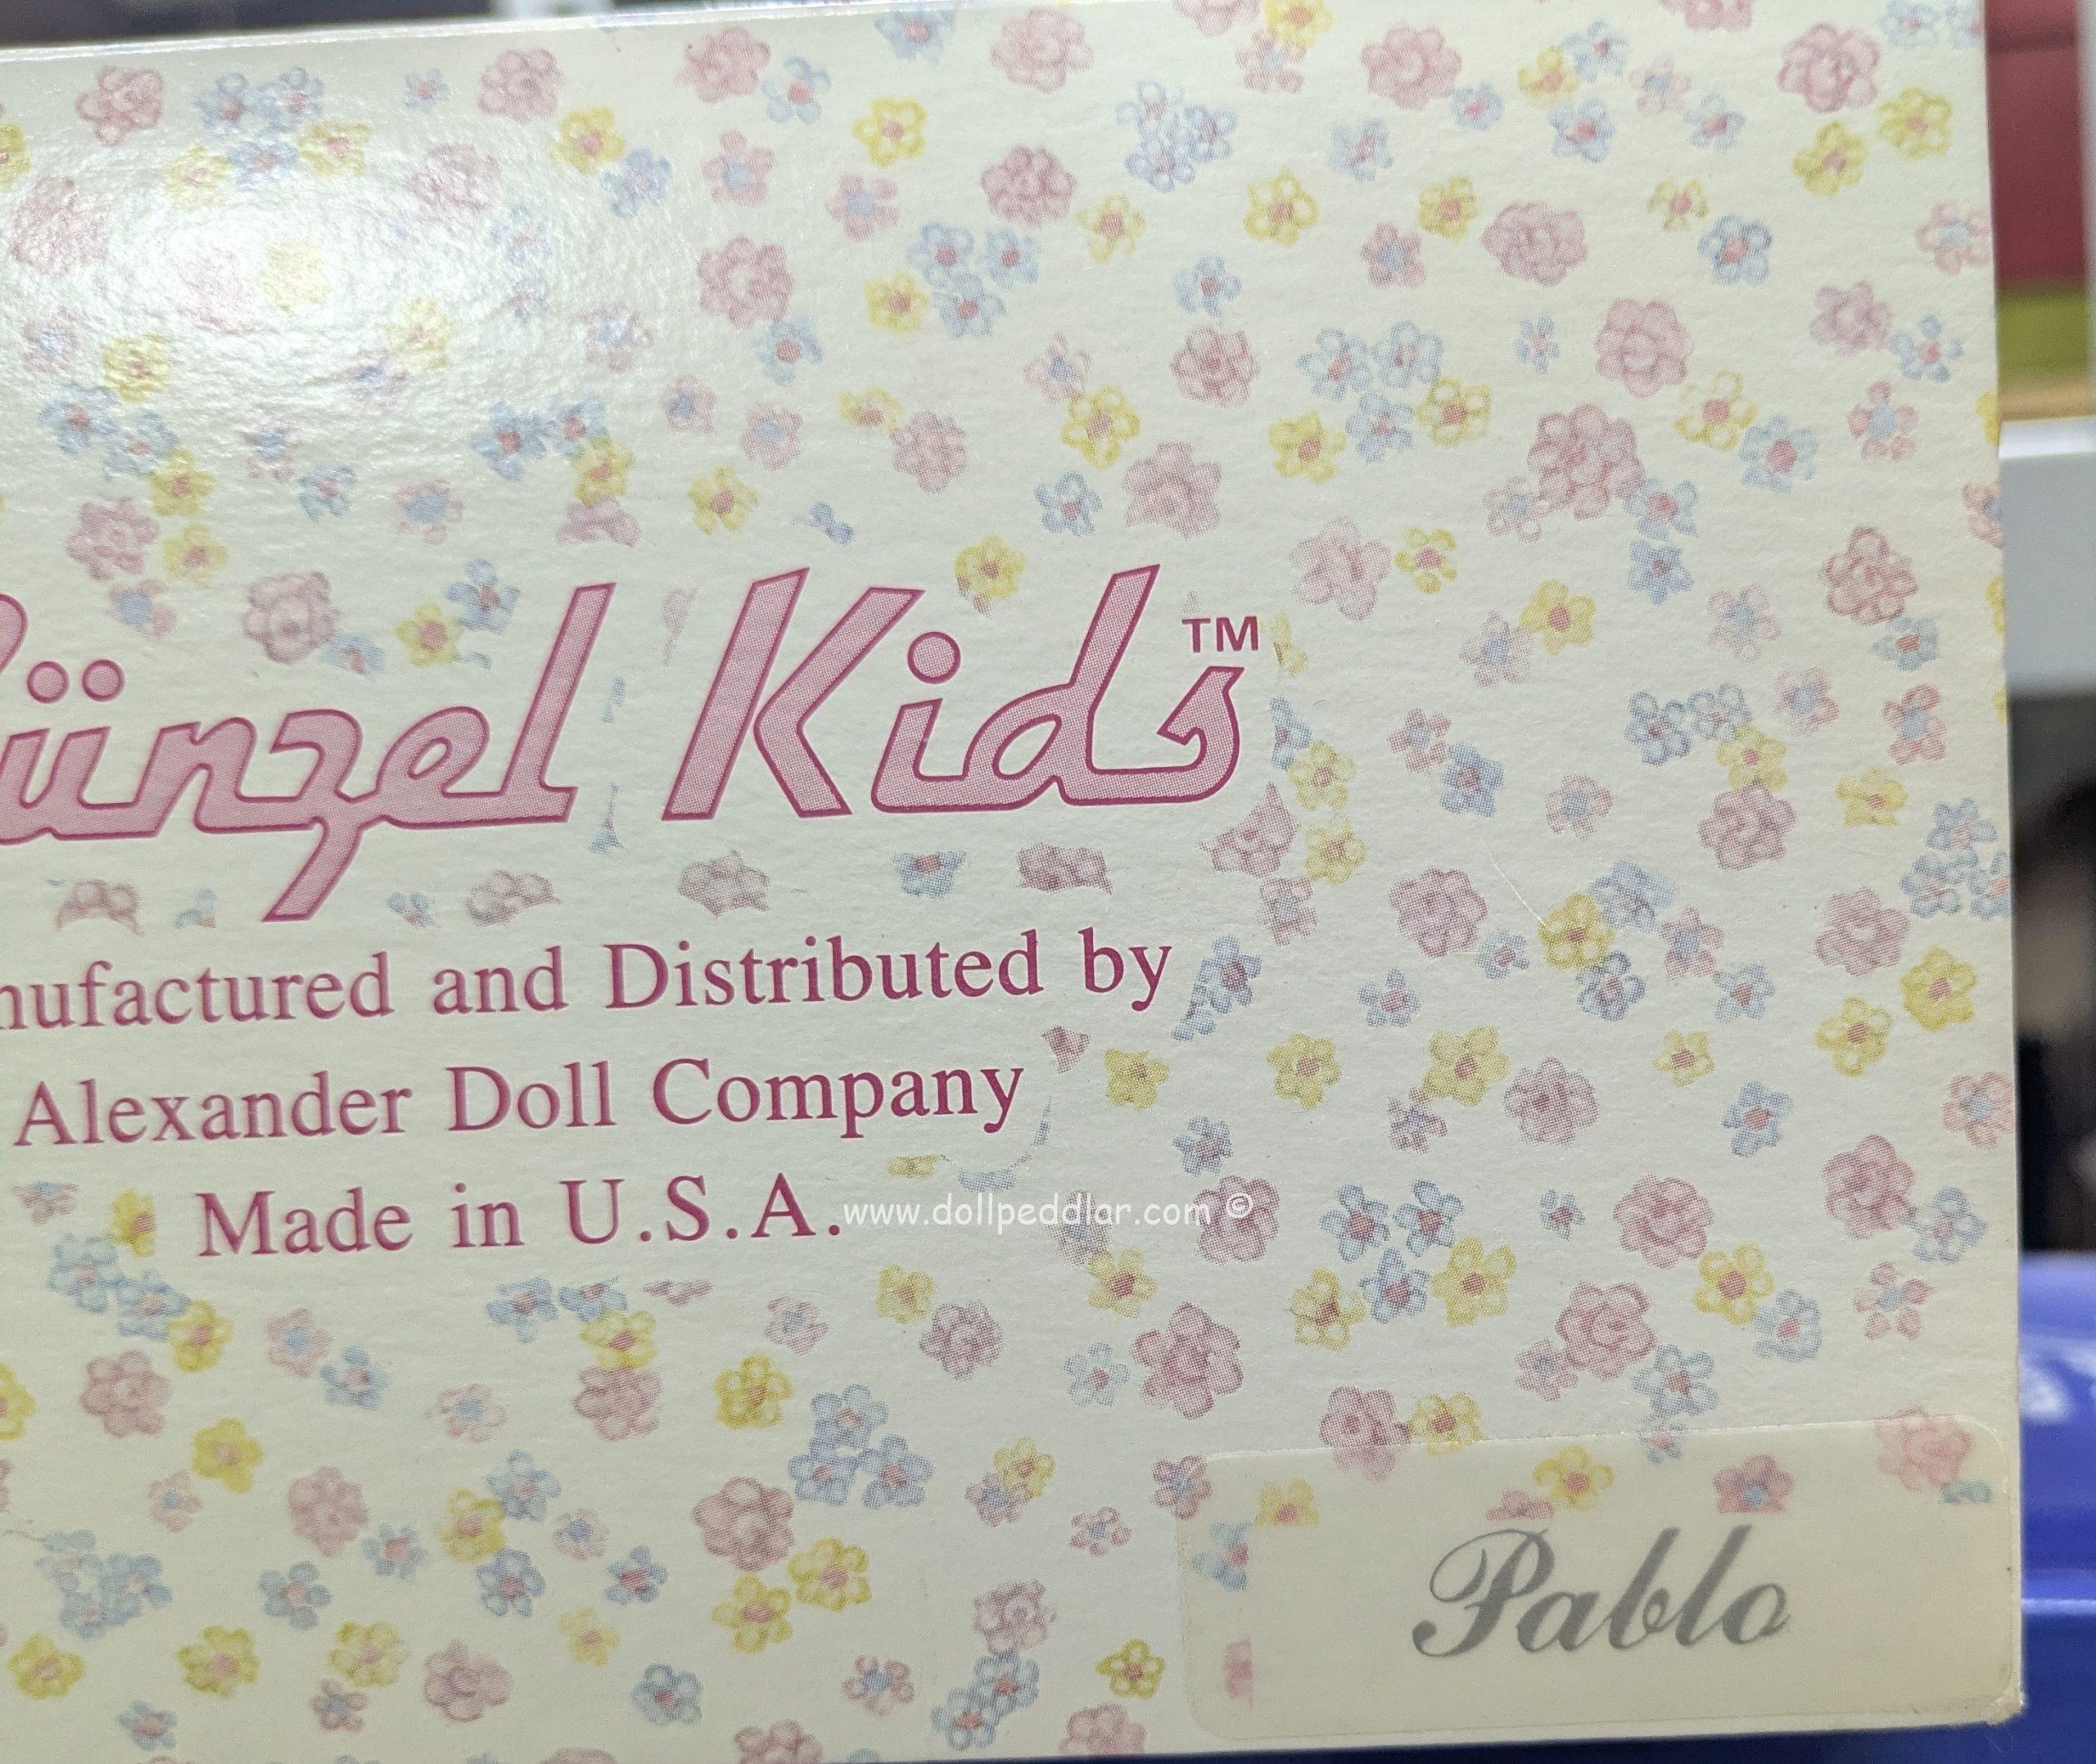 ünzel Kids™
nufactured and Distributed by
Alexander Doll Company
Made in U.S.A.
www.dollpeddlar.com ©
Pablo